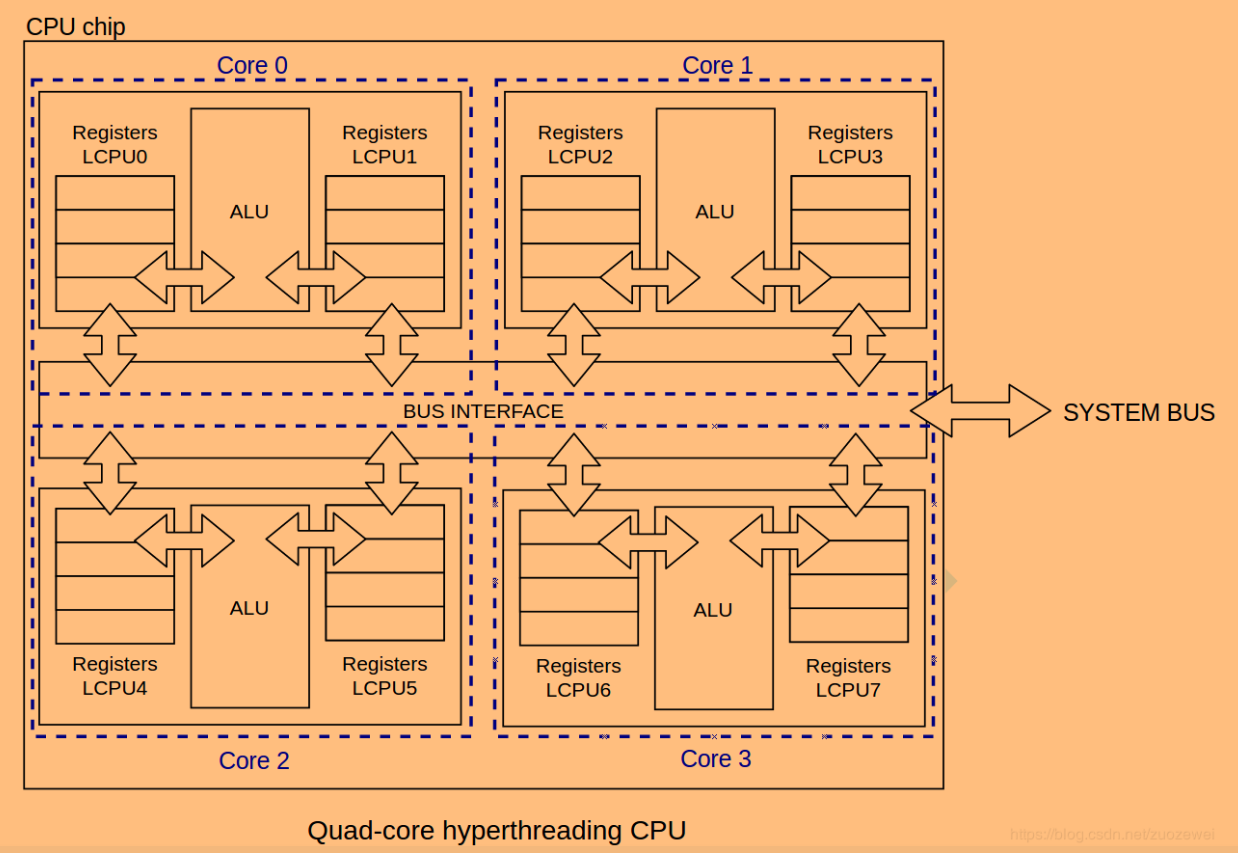 CPU chip
Core 0
Core 1
Registers
LCPU0
ALU
Registers
LCPU1
Registers
LCPU2
ALU
Registers
LCPU3
BUS INTERFACE
SYSTEM BUS
ALU
Registers
LCPU4
Registers
LCPU5
ALU
Registers
LCPU6
Registers
LCPU7
Core 2
Core 3
Quad-core hyperthreading CPU
https://blog.csdn.net/zuozewei